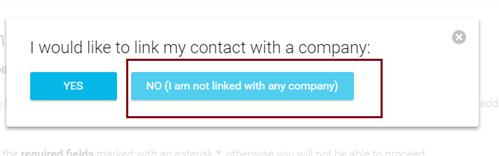 I would like to link my contact with a company:
YES
NO (I am not linked with any company)
add
the required fields marked with an asterisk *, otherwise you will not be able to proceed